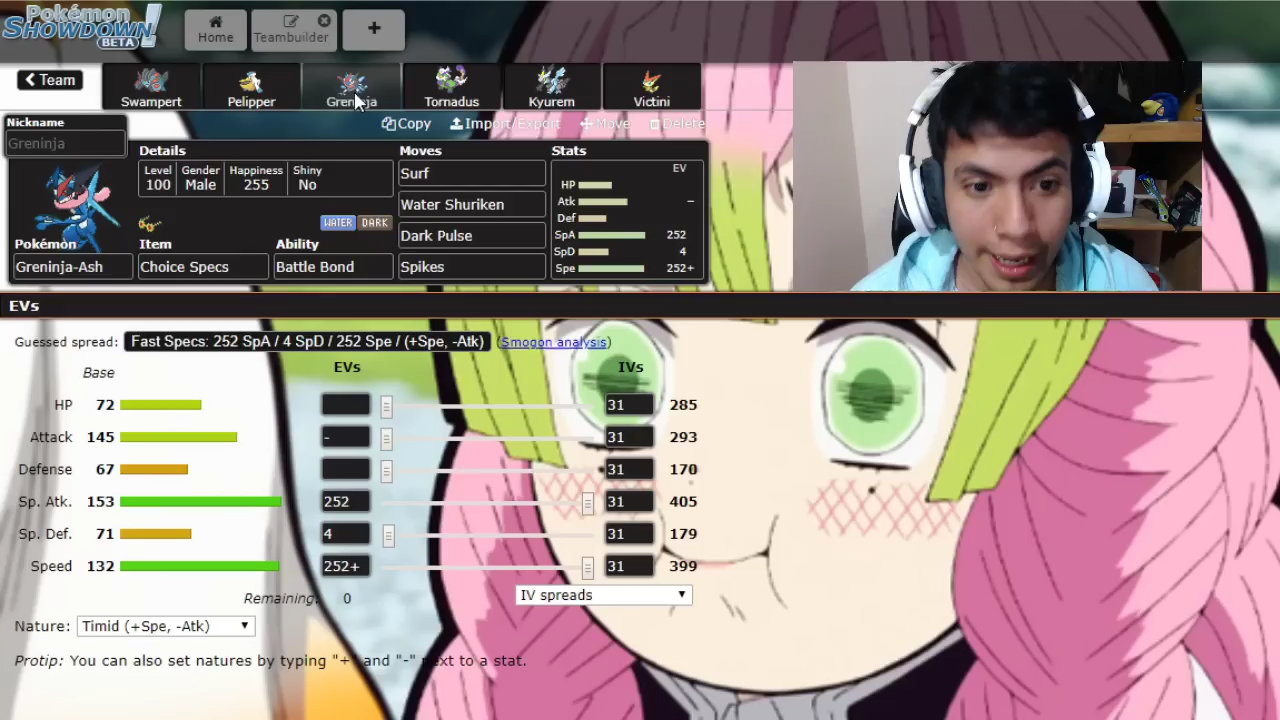 Pokémon
SHOWDOWN!
BETA
Home
Teambuilder
+
Team
Swampert
Pelipper
Greninja
Tornadus
Kyurem
Victini
Nickname
Greninja
Copy
Import/Export
Move
Delete
Details
Moves
Stats
Level
100
Gender
Male
Happiness
255
Shiny
No
Surf
Water Shuriken
Dark Pulse
Spikes
EV
HP
Atk –
Def
SpA 252
SpD 4
Spe 252+
WATER DARK
Pokémon
Greninja-Ash
Item
Choice Specs
Ability
Battle Bond
EVs
Guessed spread: Fast Specs: 252 SpA / 4 SpD / 252 Spe / (+Spe, -Atk) (Smogon analysis)
Base EVs IVs
HP 72 31 285
Attack 145 - 31 293
Defense 67 31 170
Sp. Atk. 153 252 31 405
Sp. Def. 71 4 31 179
Speed 132 252+ 31 399
Remaining: 0
IV spreads
Nature: Timid (+Spe, -Atk)
Protip: You can also set natures by typing "+" and "-" next to a stat.